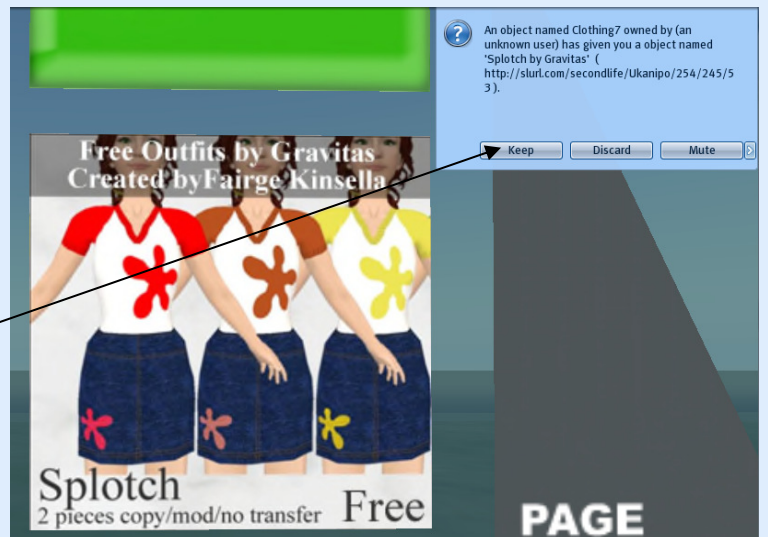 An object named Clothing7 owned by (an
unknown user) has given you a object named
'Splotch by Gravitas' (
http://slurl.com/secondlife/Ukanipo/254/245/5
3 ).
Keep Discard Mute
Free Outfits by Gravitas
Created byFairge Kinsella
Splotch
2 pieces copy/mod/no transfer Free
PAGE